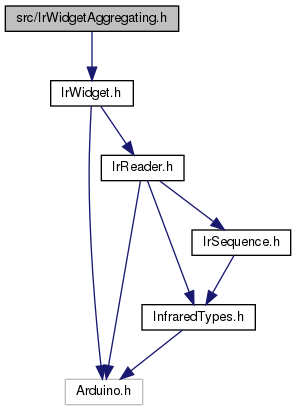 src/IrWidgetAggregating.h
IrWidget.h
IrReader.h
IrSequence.h
InfraredTypes.h
Arduino.h